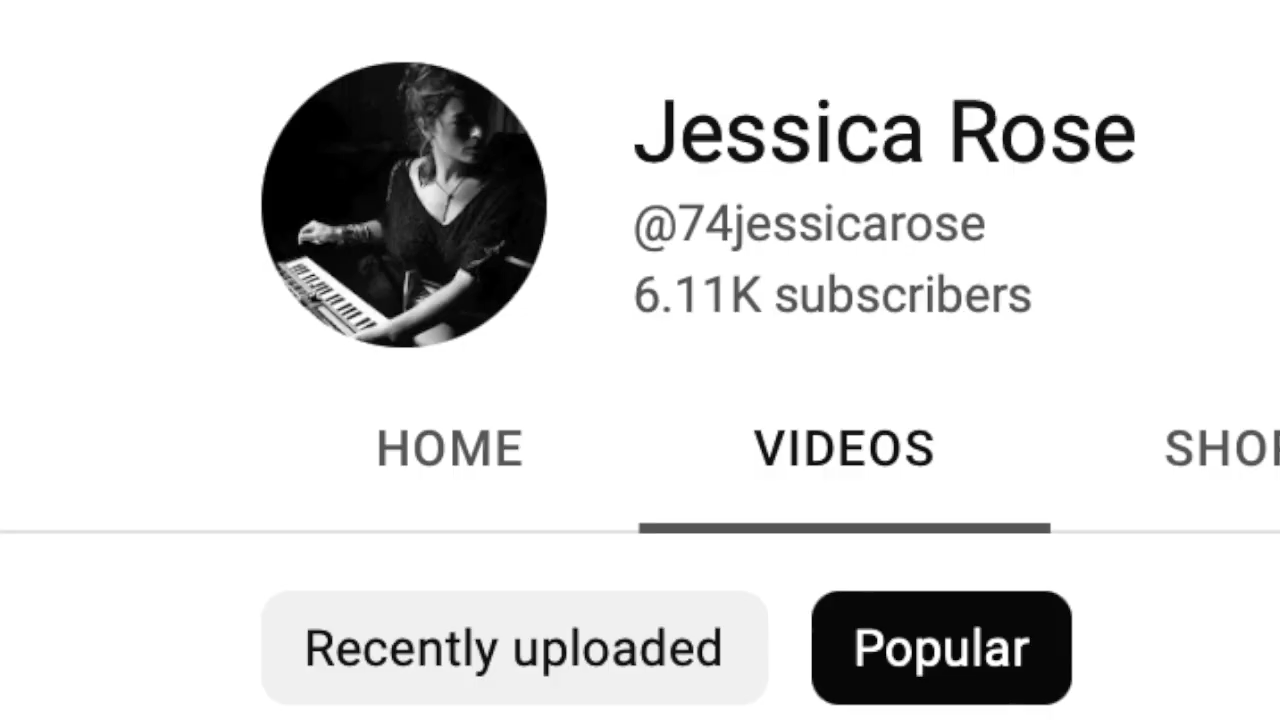 Jessica Rose
@74jessicarose
6.11K subscribers
HOME VIDEOS
Recently uploaded Popular